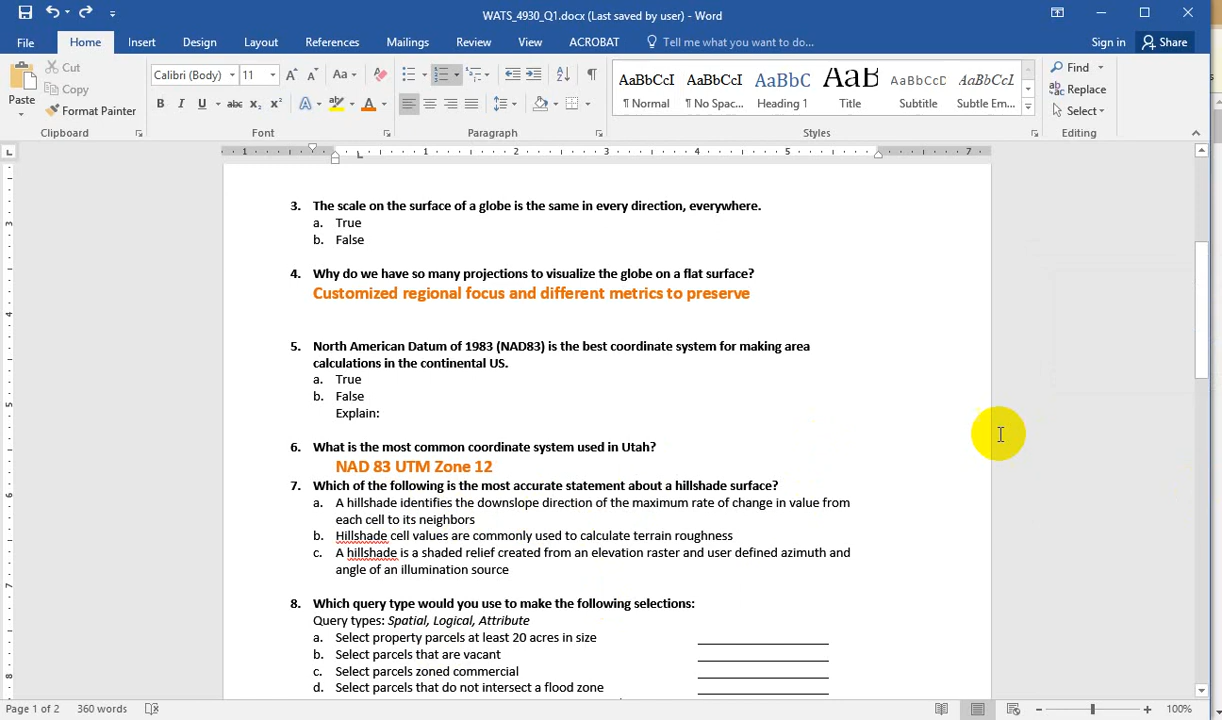 WATS_4930_Q1.docx (Last saved by user) - Word
File Home Insert Design Layout References Mailings Review View ACROBAT Tell me what you want to do... Sign in Share
Paste Cut Copy Format Painter
Clipboard
Calibri (Body) 11
Font
Paragraph
AaBbCcI AaBbCcI AaBbC AaB AaBbCcD AaBbCcI
¶ Normal ¶ No Spac... Heading 1 Title Subtitle Subtle Em...
Styles
Find
Replace
Select
Editing
3. The scale on the surface of a globe is the same in every direction, everywhere.
a. True
b. False
4. Why do we have so many projections to visualize the globe on a flat surface?
Customized regional focus and different metrics to preserve
5. North American Datum of 1983 (NAD83) is the best coordinate system for making area
calculations in the continental US.
a. True
b. False
Explain:
6. What is the most common coordinate system used in Utah?
NAD 83 UTM Zone 12
7. Which of the following is the most accurate statement about a hillshade surface?
a. A hillshade identifies the downslope direction of the maximum rate of change in value from
each cell to its neighbors
b. Hillshade cell values are commonly used to calculate terrain roughness
c. A hillshade is a shaded relief created from an elevation raster and user defined azimuth and
angle of an illumination source
8. Which query type would you use to make the following selections:
Query types: Spatial, Logical, Attribute
a. Select property parcels at least 20 acres in size
b. Select parcels that are vacant
c. Select parcels zoned commercial
d. Select parcels that do not intersect a flood zone
Page 1 of 2 360 words 100%